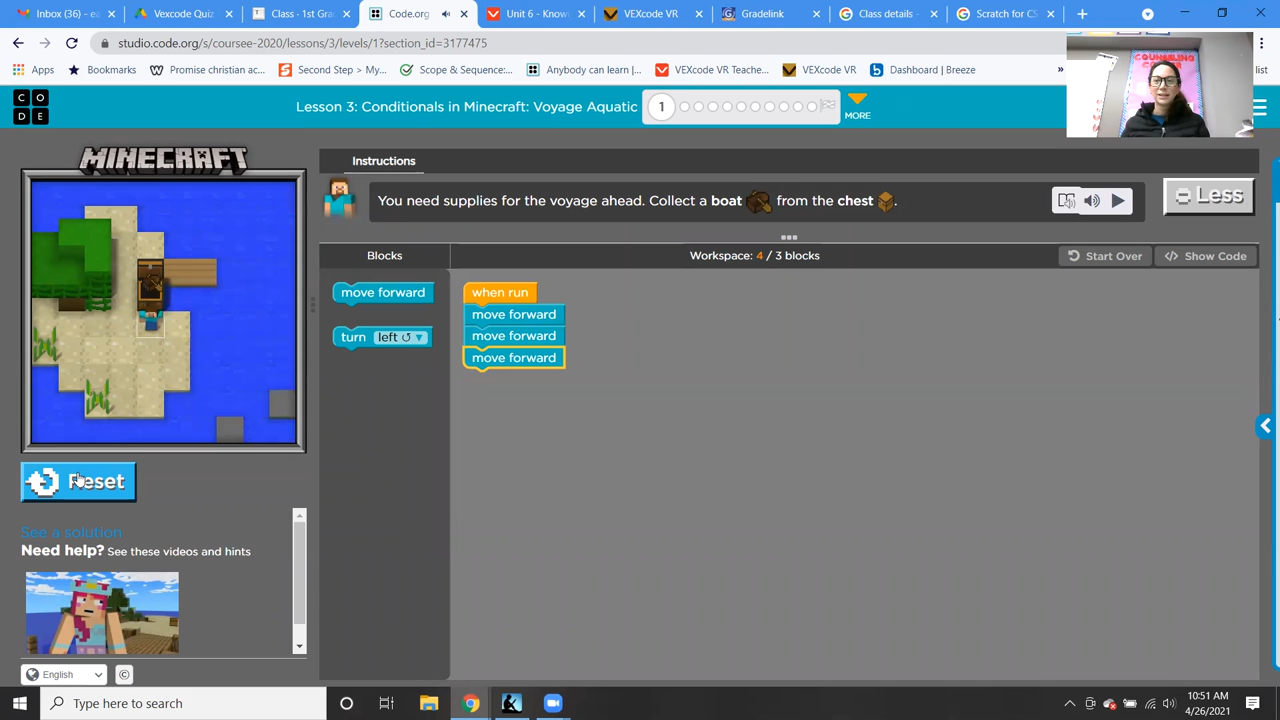 Inbox (36) - e
Vexcode Quiz
Class · 1st Gra
Code.org
Unit 6 - Know
VEXcode VR
Gradelink
Class details -
Scratch for CS
studio.code.org/s/coursee-2020/lessons/3/levels/1?section_id=3177475
Apps
Bookmarks
Promise christian ac...
Second Step > My...
Scope
Sequence:...
Anybody can learn |...
VEXcode VR Teache...
VEXcode VR
Dashboard | Breeze
»
list
COUNSELING
C O
D E
Lesson 3: Conditionals in Minecraft: Voyage Aquatic
1
MORE
MINECRAFT
Instructions
You need supplies for the voyage ahead. Collect a boat from the chest .
Less
Blocks
Workspace: 4 / 3 blocks
Start Over
</> Show Code
move forward
turn left
when run
move forward
move forward
move forward
Reset
See a solution
Need help? See these videos and hints
English
©
Type here to search
10:51 AM
4/26/2021